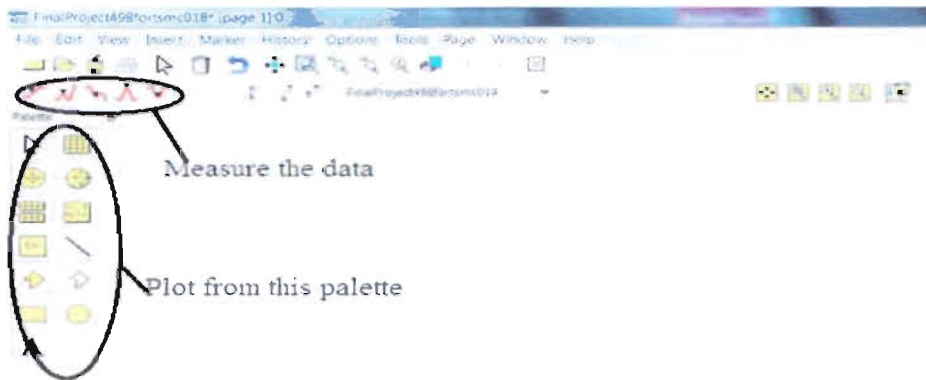 FinalProject498fortsmc018* [page 1]:0
File Edit View Insert Marker History Options Tools Page Window Help
FinalProject498fortsmc018
Palette
Measure the data
Plot from this palette